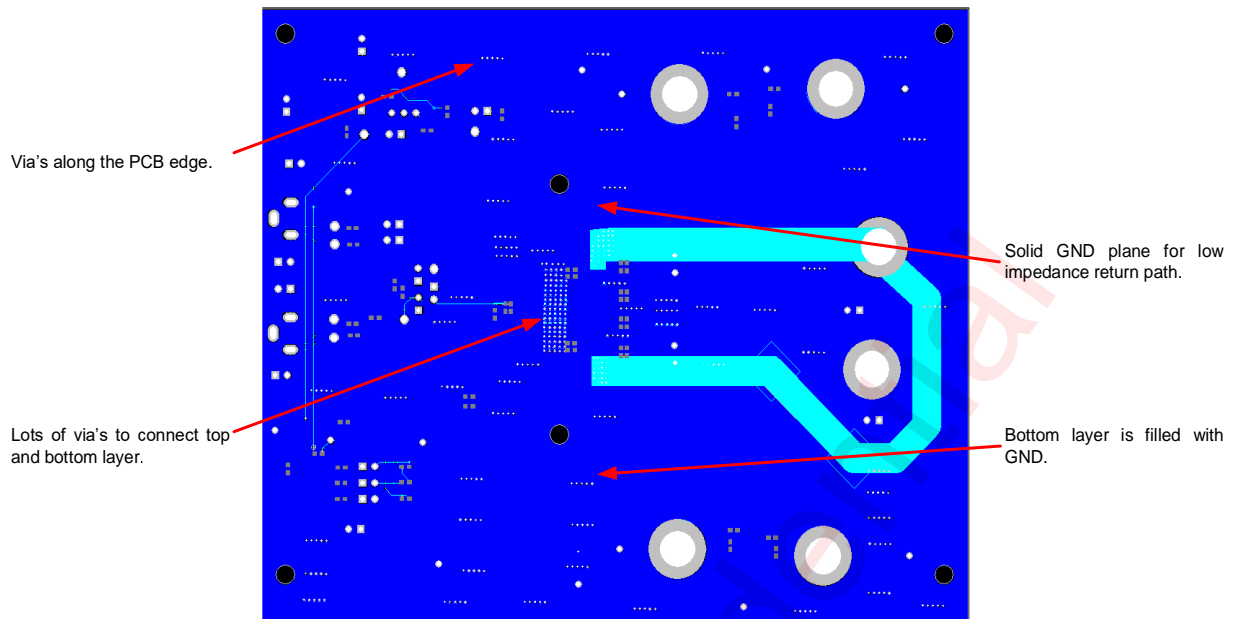 Via's along the PCB edge.
Solid GND plane for low
impedance return path.
Lots of via's to connect top
and bottom layer.
Bottom layer is filled with
GND.